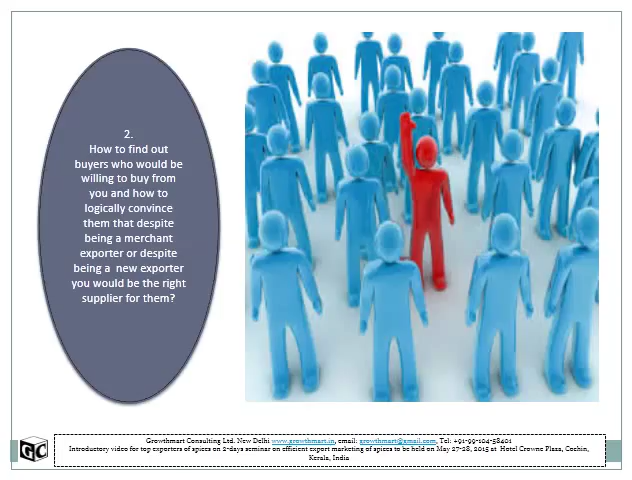 2.
How to find out
buyers who would be
willing to buy from
you and how to
logically convince
them that despite
being a merchant
exporter or despite
being a  new exporter
you would be the right
supplier for them?
GC
Growthmart Consulting Ltd. New Delhi www.growthmart.in, email: growthmart@gmail.com, Tel: +91-99-104-58401
Introductory video for top exporters of spices on 2-days seminar on efficient export marketing of spices to be held on May 27-28, 2015 at  Hotel Crowne Plaza, Cochin,
Kerala, India